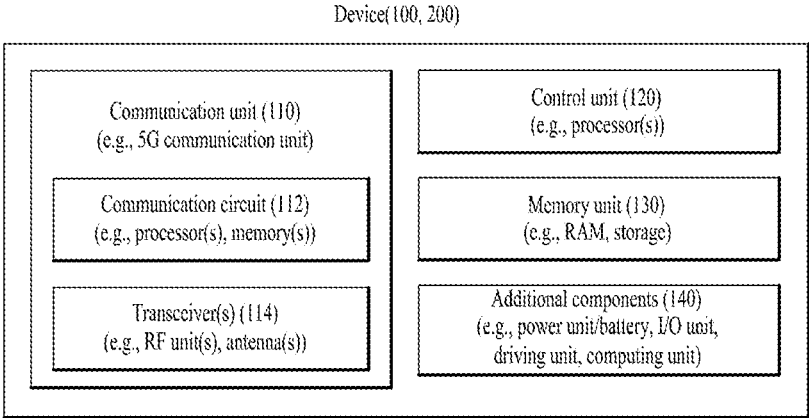 Device(100, 200)
Communication unit (110)
(e.g., 5G communication unit)
Communication circuit (112)
(e.g., processor(s), memory(s))
Transceiver(s) (114)
(e.g., RF unit(s), antenna(s))
Control unit (120)
(e.g., processor(s))
Memory unit (130)
(e.g., RAM, storage)
Additional components (140)
(e.g., power unit/battery, I/O unit,
driving unit, computing unit)